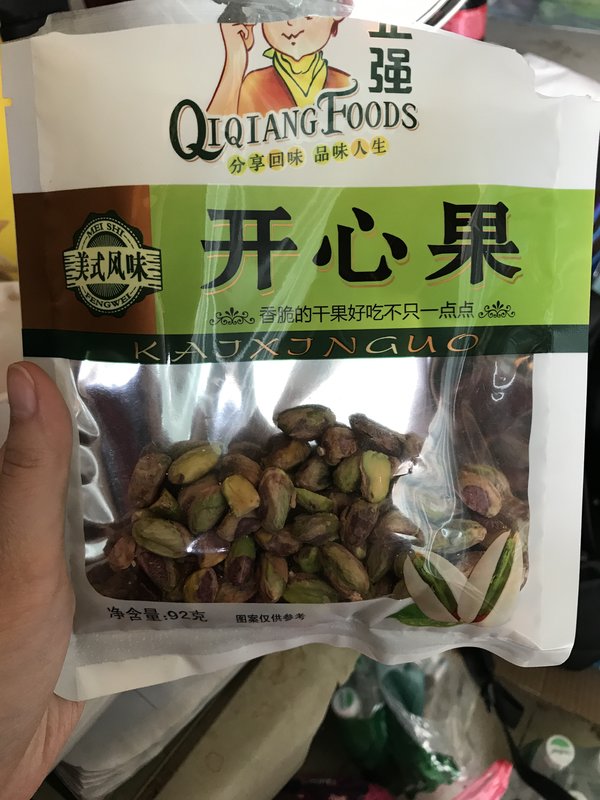 强
QIQIANG FOODS
分享回味 品味人生
MEI SHI
美式风味
FENGWEI
开心果
香脆的干果好吃不只一点点
KAIXINGUO
净含量:92克
图案仅供参考